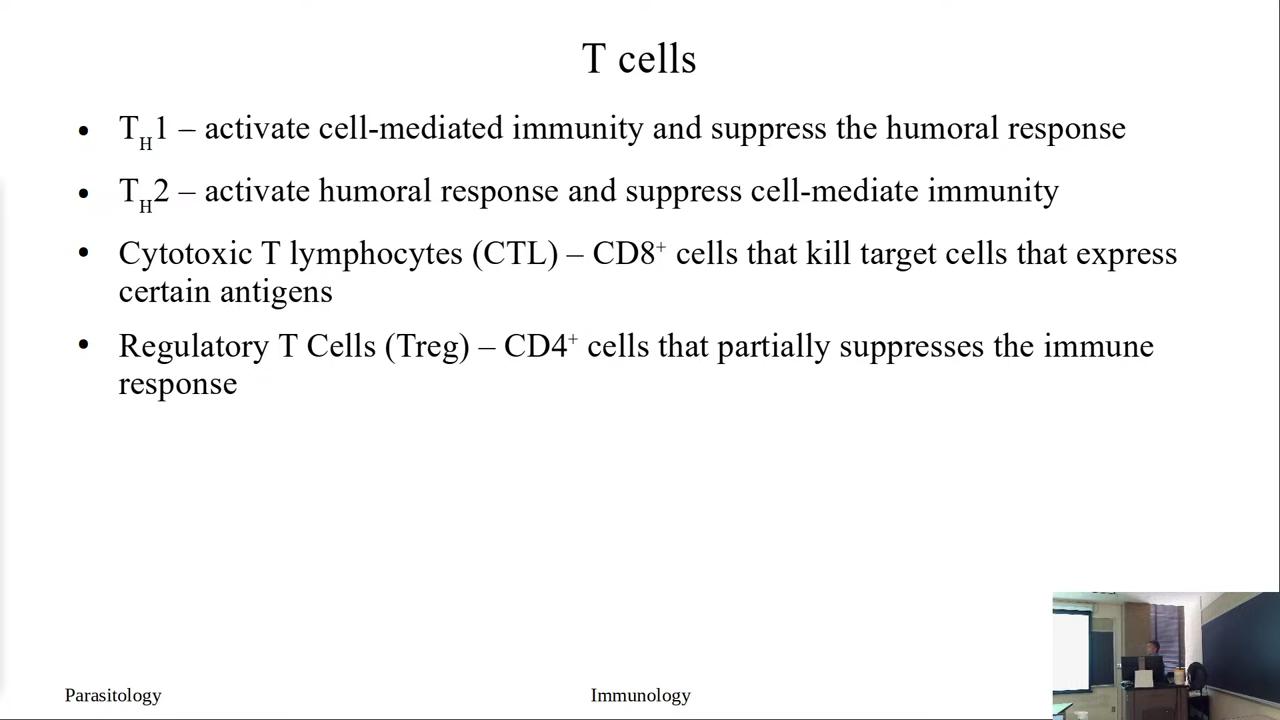 T cells
• TH1 – activate cell-mediated immunity and suppress the humoral response
• TH2 – activate humoral response and suppress cell-mediate immunity
• Cytotoxic T lymphocytes (CTL) – CD8+ cells that kill target cells that express
certain antigens
• Regulatory T Cells (Treg) – CD4+ cells that partially suppresses the immune
response
Parasitology
Immunology